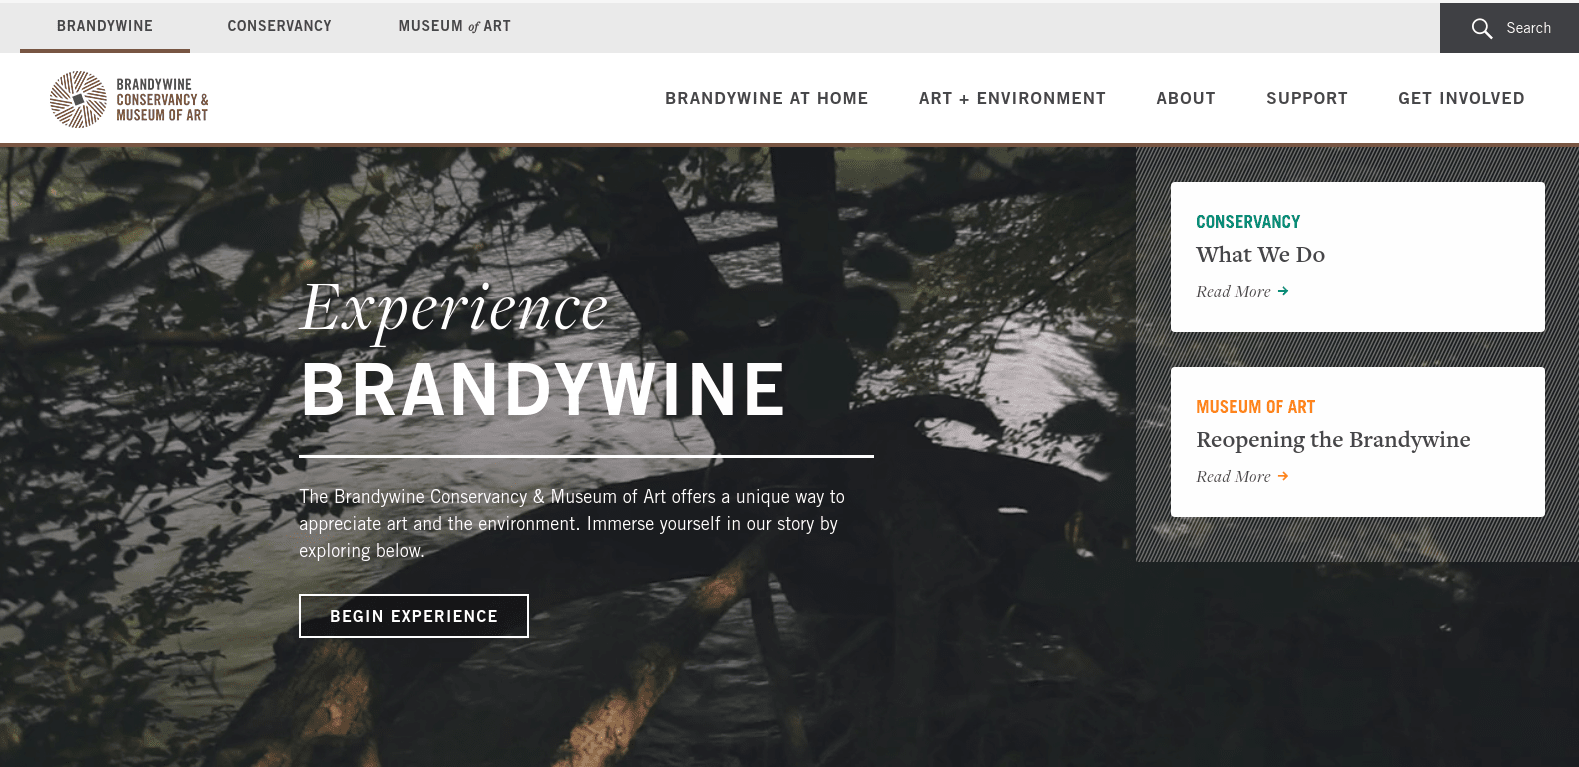 BRANDYWINE
CONSERVANCY
MUSEUM of ART
Search
BRANDYWINE
CONSERVANCY &
MUSEUM OF ART
BRANDYWINE AT HOME
ART + ENVIRONMENT
ABOUT
SUPPORT
GET INVOLVED
Experience
BRANDYWINE
The Brandywine Conservancy & Museum of Art offers a unique way to
appreciate art and the environment. Immerse yourself in our story by
exploring below.
BEGIN EXPERIENCE
CONSERVANCY
What We Do
Read More →
MUSEUM OF ART
Reopening the Brandywine
Read More →